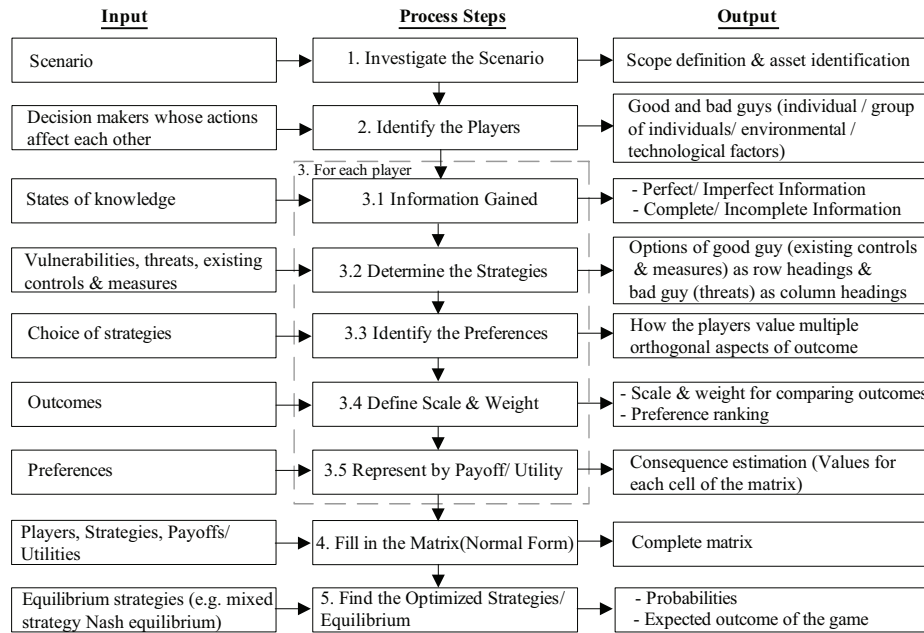 Input
Process Steps
Output
Scenario
1. Investigate the Scenario
Scope definition & asset identification
Decision makers whose actions
affect each other
2. Identify the Players
Good and bad guys (individual / group
of individuals/ environmental /
technological factors)
3. For each player
States of knowledge
3.1 Information Gained
- Perfect/ Imperfect Information
- Complete/ Incomplete Information
Vulnerabilities, threats, existing
controls & measures
3.2 Determine the Strategies
Options of good guy (existing controls
& measures) as row headings &
bad guy (threats) as column headings
Choice of strategies
3.3 Identify the Preferences
How the players value multiple
orthogonal aspects of outcome
Outcomes
3.4 Define Scale & Weight
- Scale & weight for comparing outcomes
- Preference ranking
Preferences
3.5 Represent by Payoff/ Utility
Consequence estimation (Values for
each cell of the matrix)
Players, Strategies, Payoffs/
Utilities
4. Fill in the Matrix(Normal Form)
Complete matrix
Equilibrium strategies (e.g. mixed
strategy Nash equilibrium)
5. Find the Optimized Strategies/
Equilibrium
- Probabilities
- Expected outcome of the game